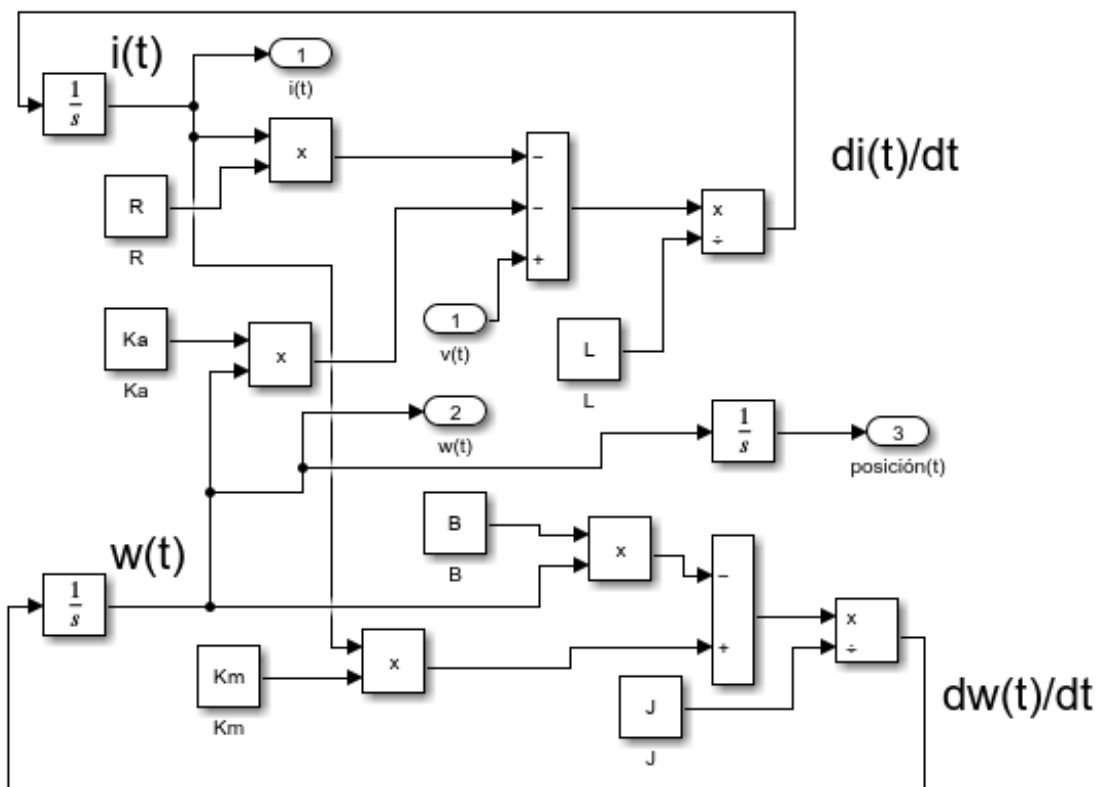 i(t)
1
s
1
i(t)
x
R
R
−
−
+
di(t)/dt
x
÷
Ka
Ka
x
1
v(t)
L
L
2
w(t)
1
s
3
posición(t)
B
B
x
w(t)
1
s
Km
Km
x
−
+
x
÷
J
J
dw(t)/dt